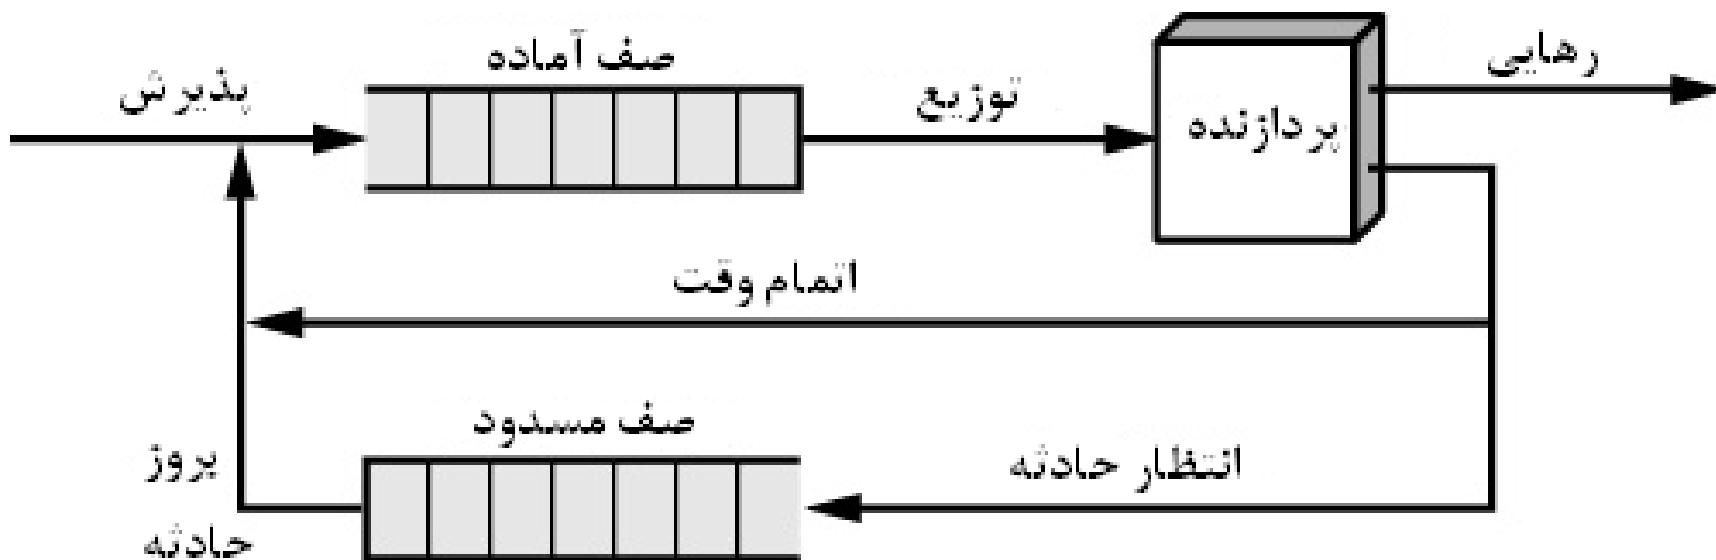 صف آماده
پذیرش
توزیع
پردازنده
رهایی
اتمام وقت
صف مسدود
انتظار حادثه
بروز
حادثه